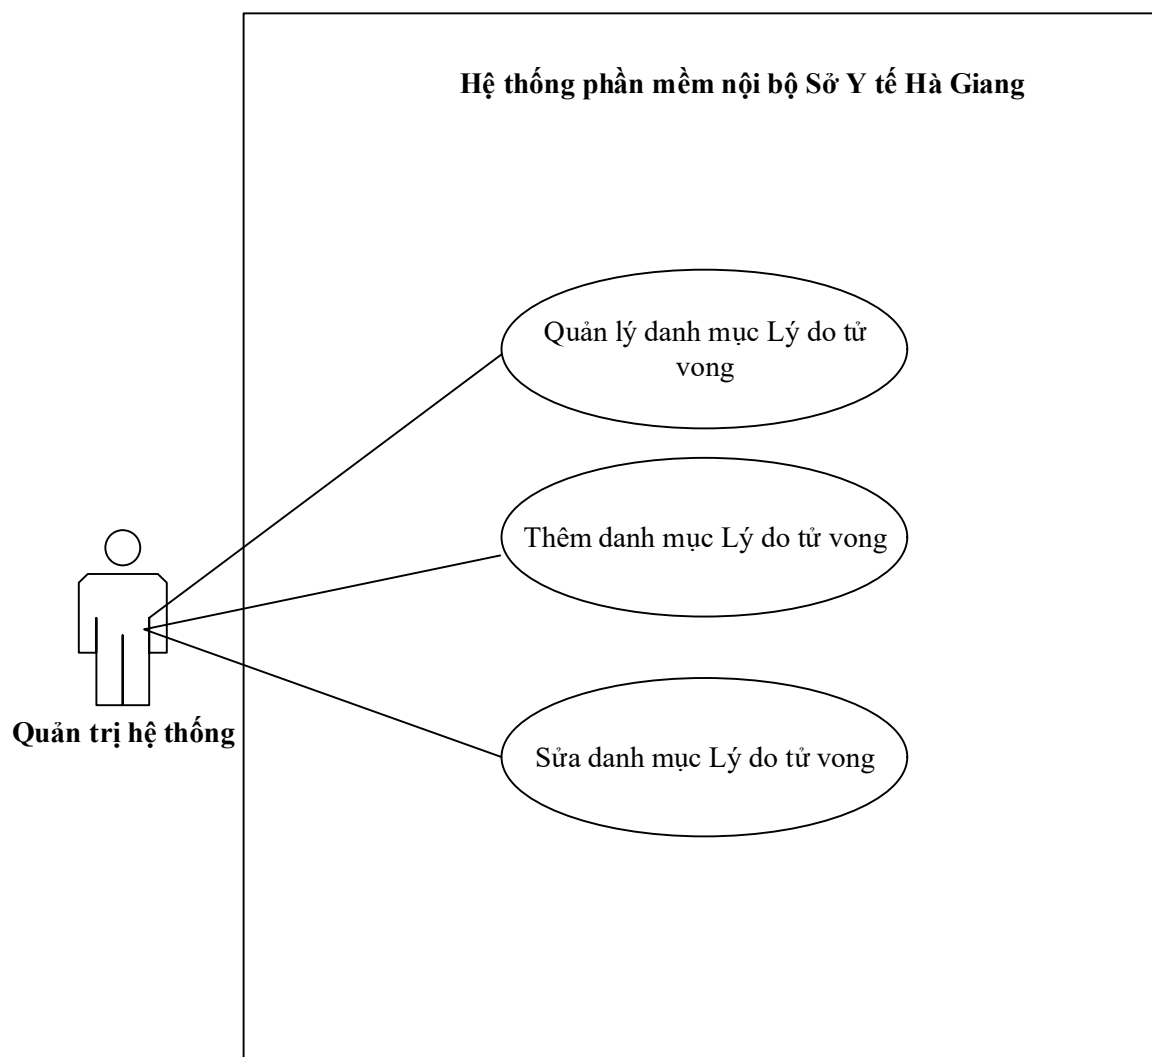 Hệ thống phần mềm nội bộ Sở Y tế Hà Giang
Quản lý danh mục Lý do tử
vong
Thêm danh mục Lý do tử vong
Quản trị hệ thống
Sửa danh mục Lý do tử vong